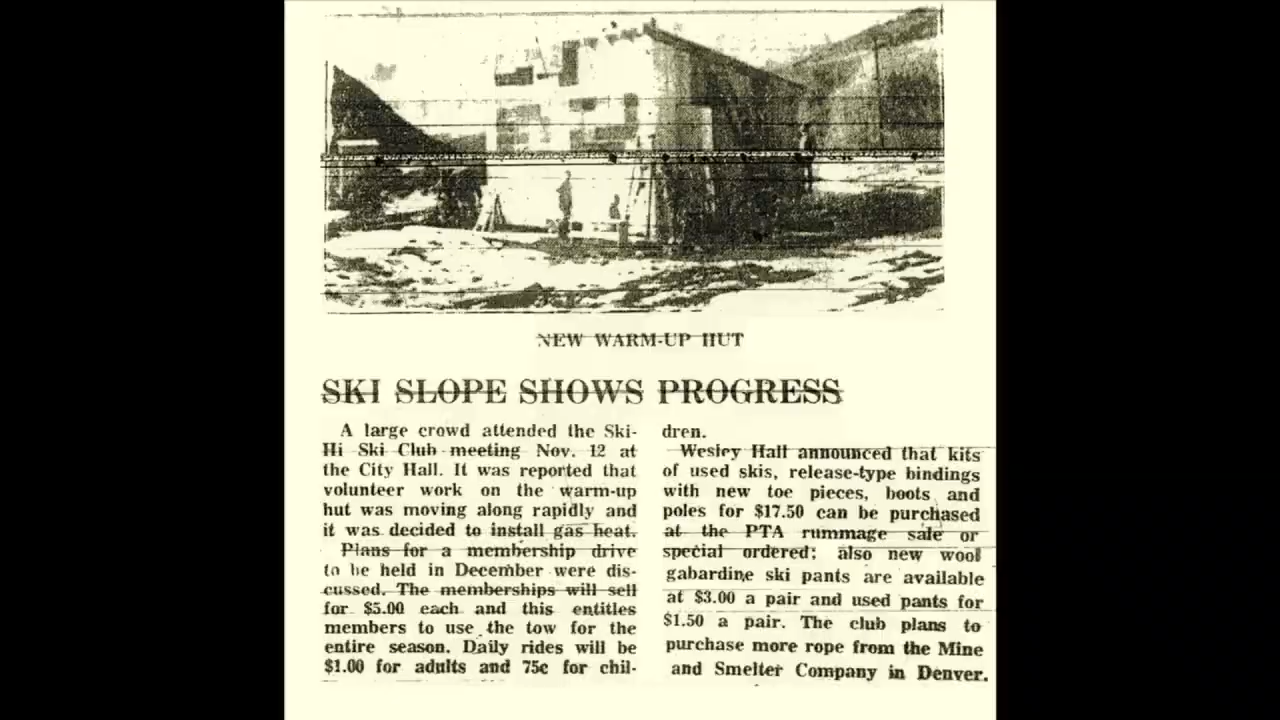 NEW WARM-UP HUT
SKI SLOPE SHOWS PROGRESS
A large crowd attended the Ski-
Hi Ski Club meeting Nov. 12 at
the City Hall. It was reported that
volunteer work on the warm-up
hut was moving along rapidly and
it was decided to install gas heat.
Plans for a membership drive
to be held in December were dis-
cussed. The memberships will sell
for $5.00 each and this entitles
members to use the tow for the
entire season. Daily rides will be
$1.00 for adults and 75c for chil-
dren.
Wesley Hall announced that kits
of used skis, release-type bindings
with new toe pieces, boots and
poles for $17.50 can be purchased
at the PTA rummage sale or
special ordered; also new wool
gabardine ski pants are available
at $3.00 a pair and used pants for
$1.50 a pair. The club plans to
purchase more rope from the Mine
and Smelter Company in Denver.